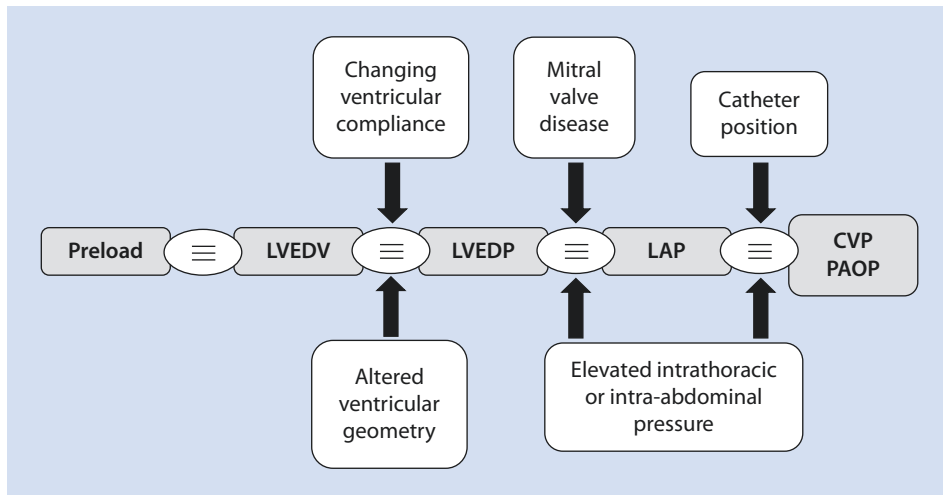 Changing
ventricular
compliance
Mitral
valve
disease
Catheter
position
Preload ≡ LVEDV ≡ LVEDP ≡ LAP ≡ CVP
PAOP
Altered
ventricular
geometry
Elevated intrathoracic
or intra-abdominal
pressure